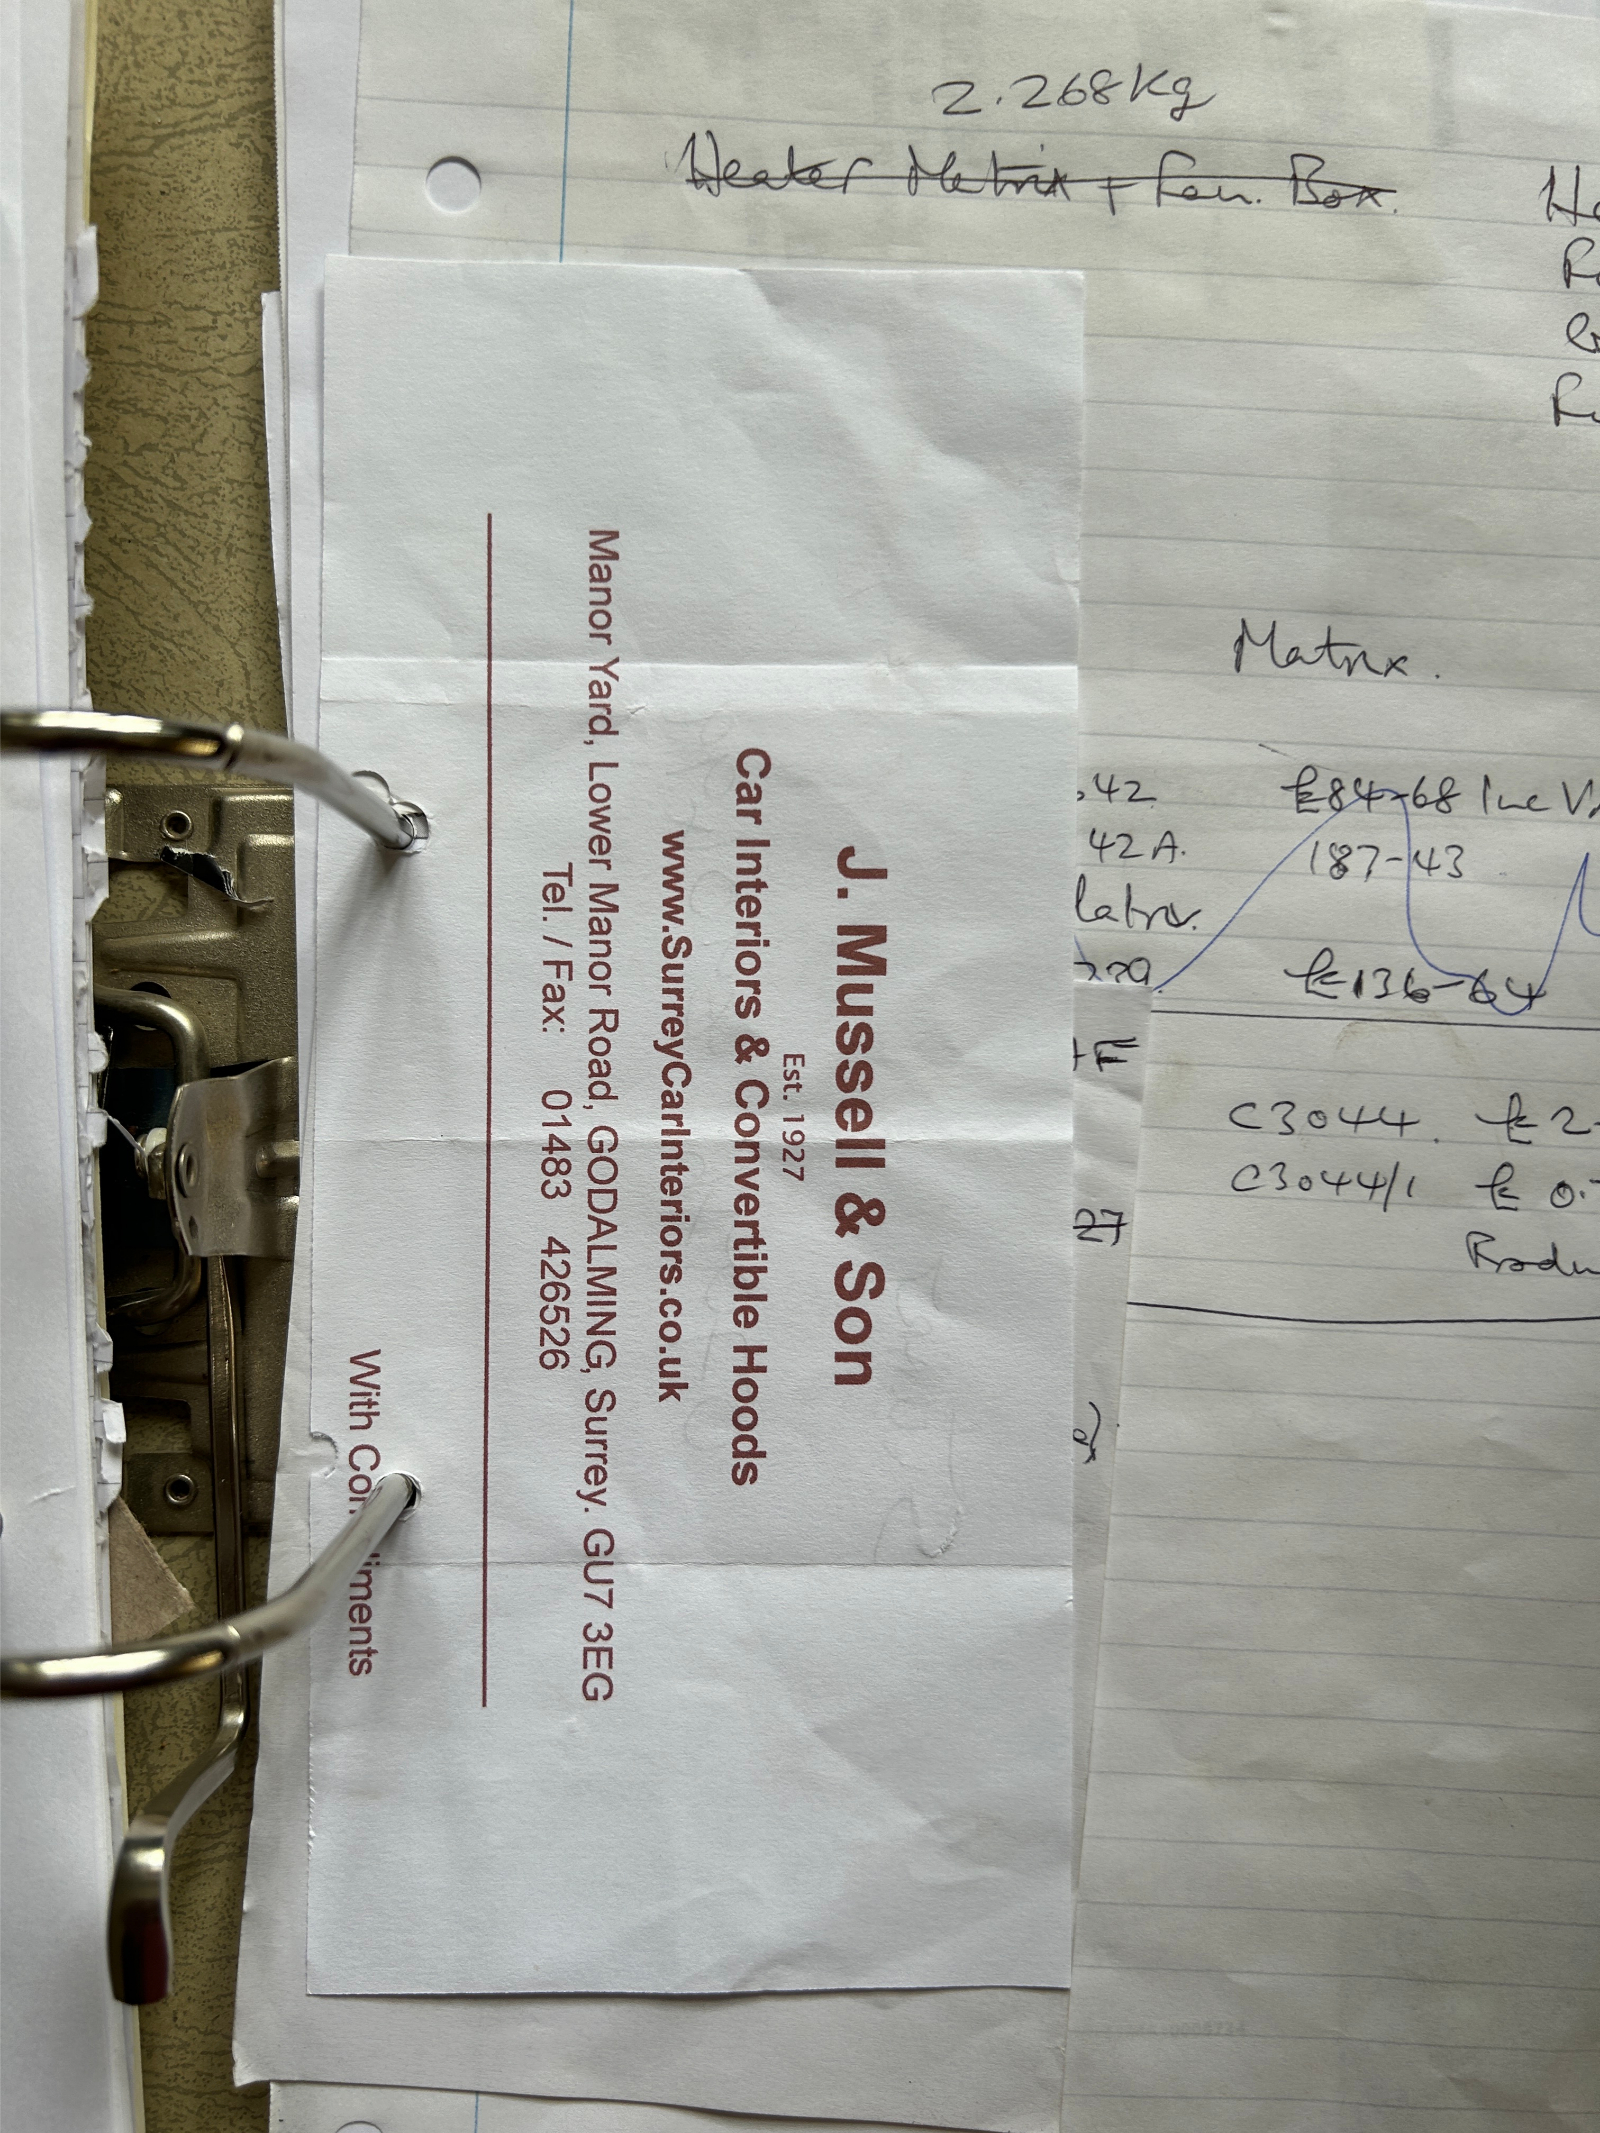 2.268Kg
Heater Matrix + Fan. Box.
Matrix.
42.
£84-68 Inc
42A.
187-43
£136-64
C3044. £2-
C3044/1 £0.
27
J. Mussell & Son
Est. 1927
Car Interiors & Convertible Hoods
www.SurreyCarInteriors.co.uk
Manor Yard, Lower Manor Road, GODALMING, Surrey. GU7 3EG
Tel. / Fax: 01483 426526
With